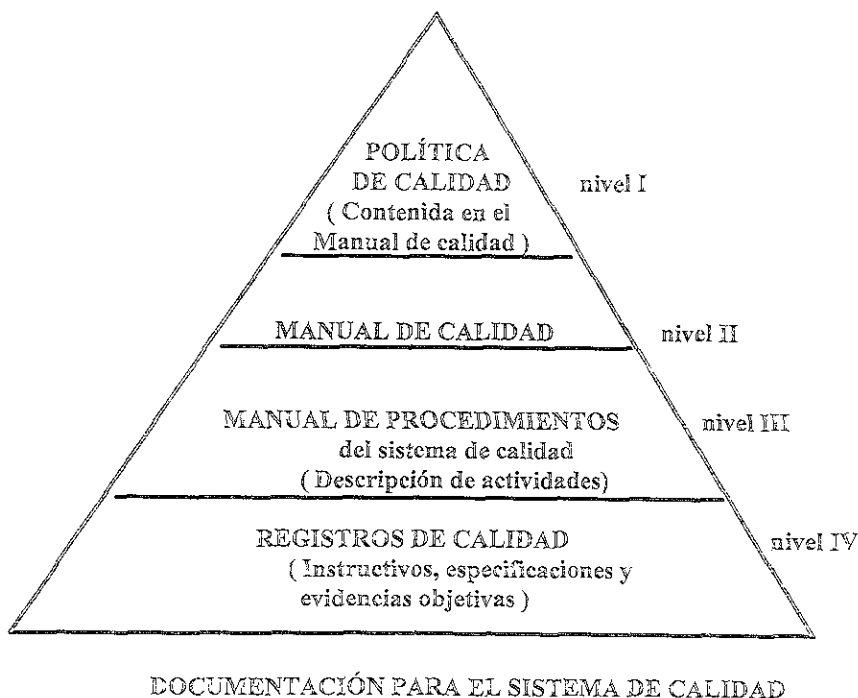 POLÍTICA
DE CALIDAD
( Contenida en el
Manual de calidad )
nivel I
MANUAL DE CALIDAD
nivel II
MANUAL DE PROCEDIMIENTOS
del sistema de calidad
( Descripción de actividades)
nivel III
REGISTROS DE CALIDAD
( Instructivos, especificaciones y
evidencias objetivas )
nivel IV
DOCUMENTACIÓN PARA EL SISTEMA DE CALIDAD